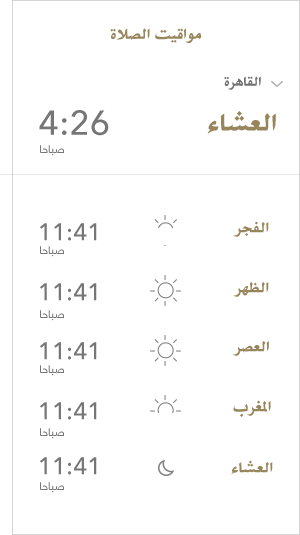 مواقيت الصلاة
القاهرة
العشاء 4:26
صباحا
الفجر 11:41
صباحا
الظهر 11:41
صباحا
العصر 11:41
صباحا
المغرب 11:41
صباحا
العشاء 11:41
صباحا